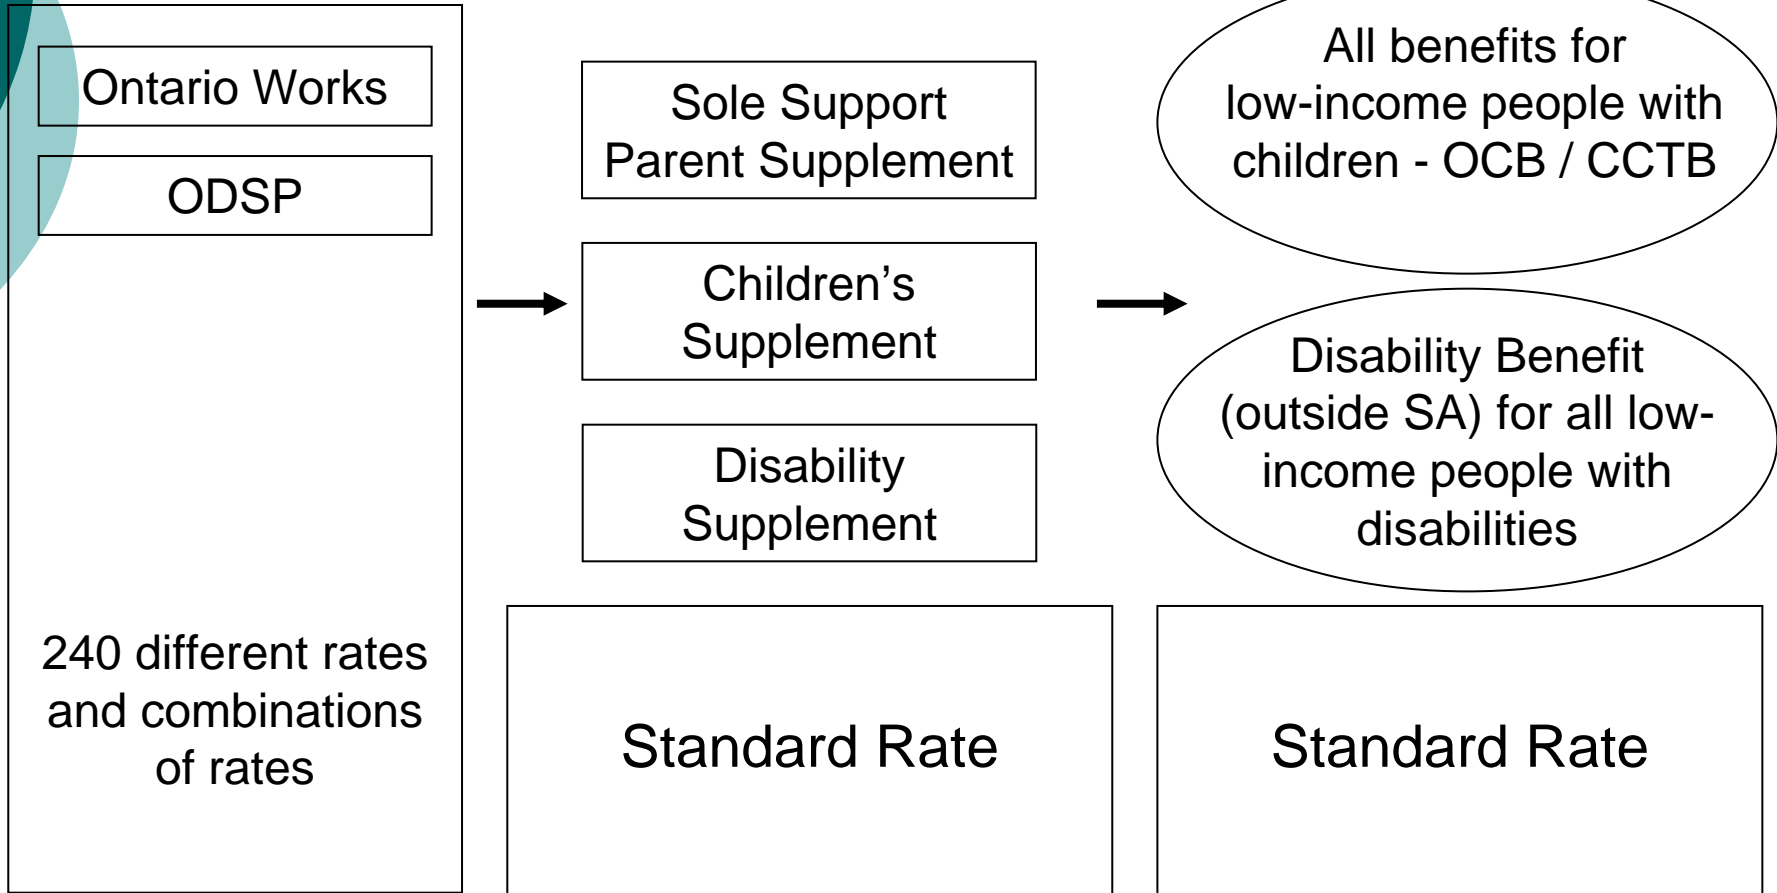 Ontario Works
ODSP
240 different rates
and combinations
of rates
Sole Support
Parent Supplement
Children’s
Supplement
Disability
Supplement
Standard Rate
All benefits for
low-income people with
children - OCB / CCTB
Disability Benefit
(outside SA) for all low-
income people with
disabilities
Standard Rate